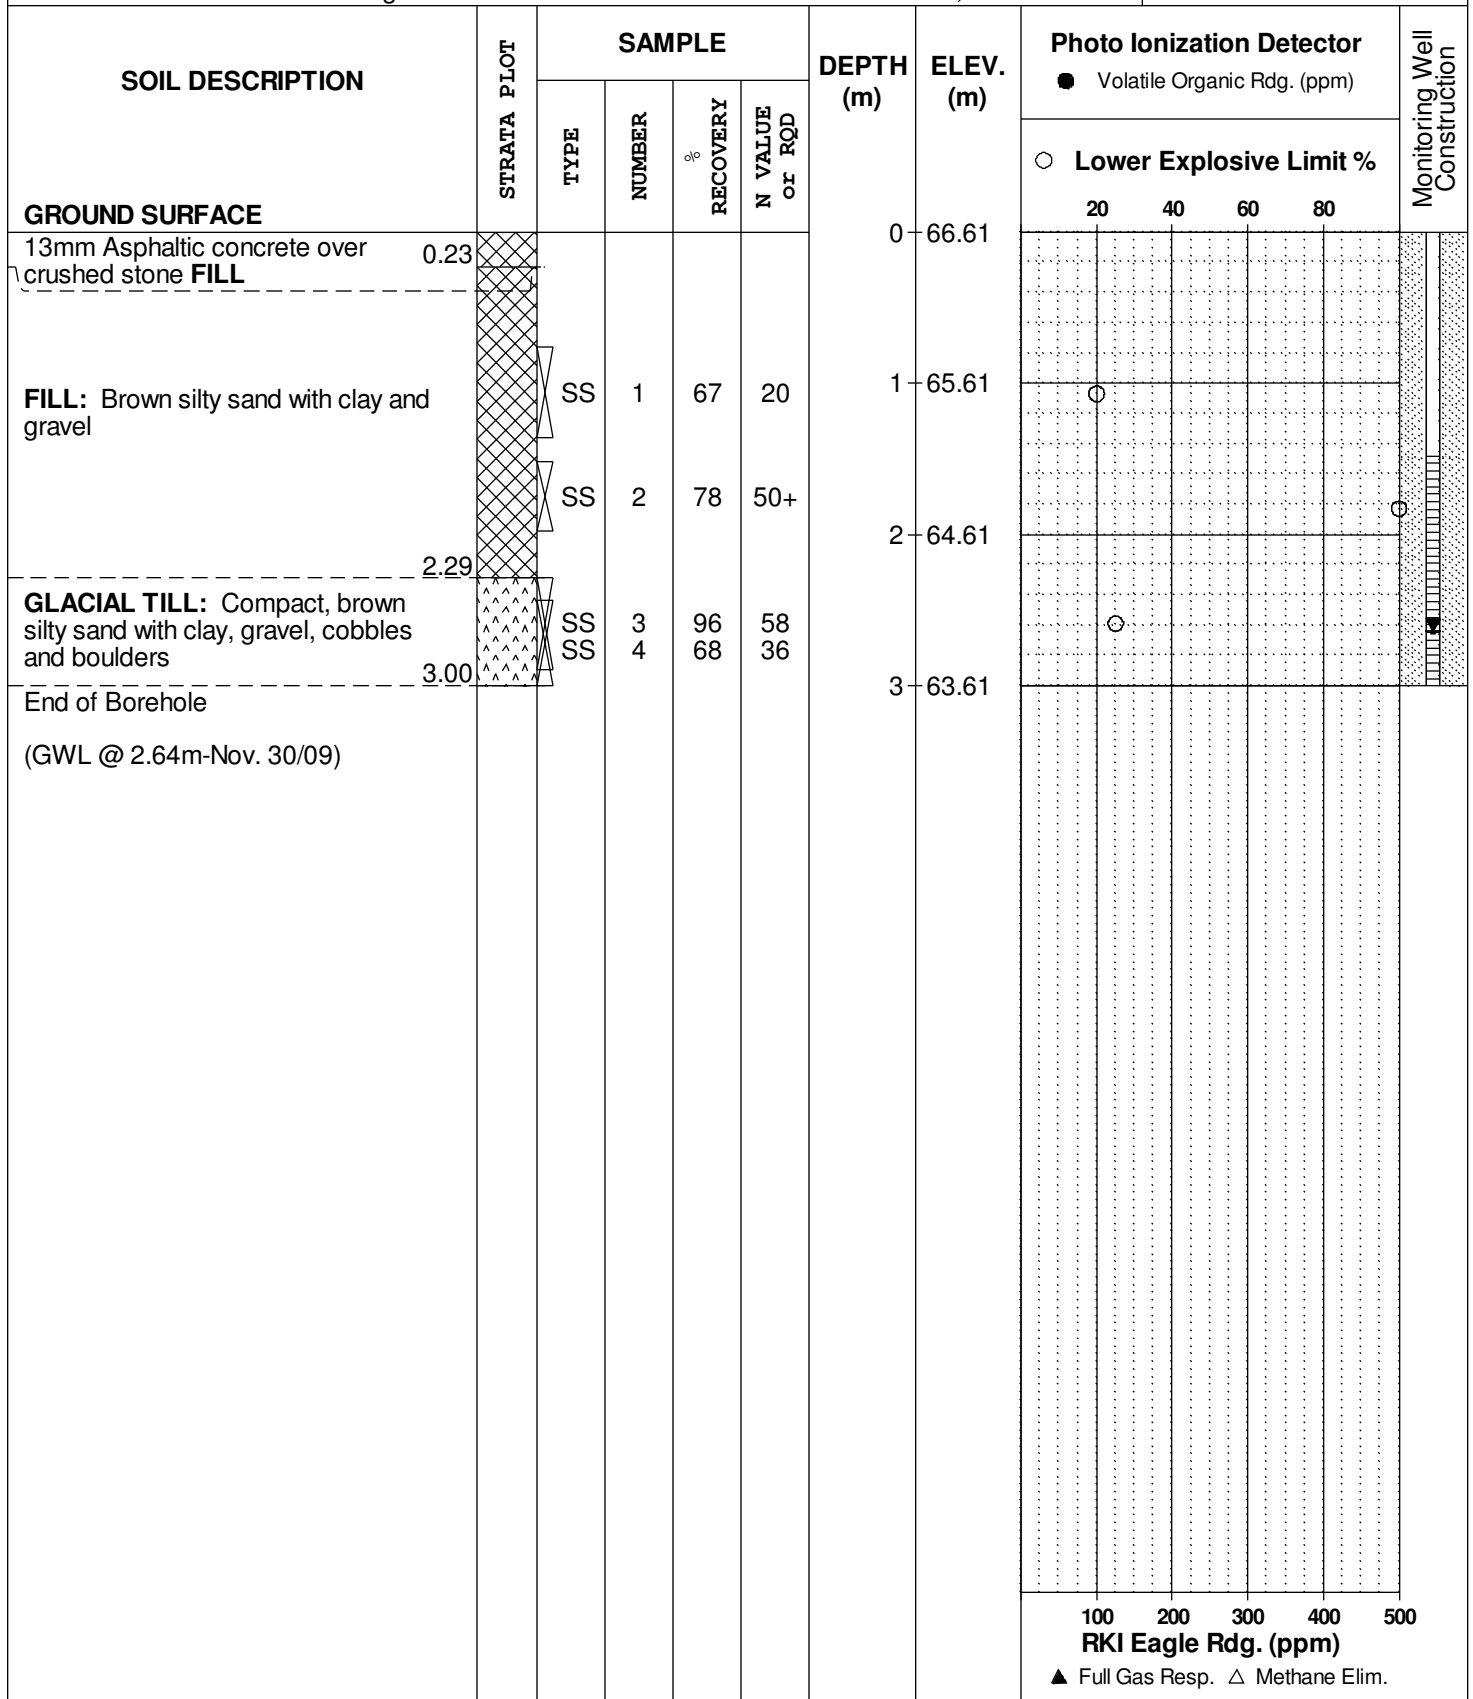 SOIL DESCRIPTION
GROUND SURFACE
STRATA PLOT
SAMPLE
TYPE
NUMBER
%
RECOVERY
N VALUE
or RQD
DEPTH
(m)
ELEV.
(m)
Photo Ionization Detector
● Volatile Organic Rdg. (ppm)
○ Lower Explosive Limit %
20 40 60 80
Monitoring Well
Construction
13mm Asphaltic concrete over 0.23
crushed stone FILL
0 66.61
FILL: Brown silty sand with clay and
gravel
SS 1 67 20
1 65.61
SS 2 78 50+
2 64.61
2.29
GLACIAL TILL: Compact, brown
silty sand with clay, gravel, cobbles
and boulders
3.00
SS 3 96 58
SS 4 68 36
3 63.61
End of Borehole
(GWL @ 2.64m-Nov. 30/09)
100 200 300 400 500
RKI Eagle Rdg. (ppm)
▲ Full Gas Resp. △ Methane Elim.